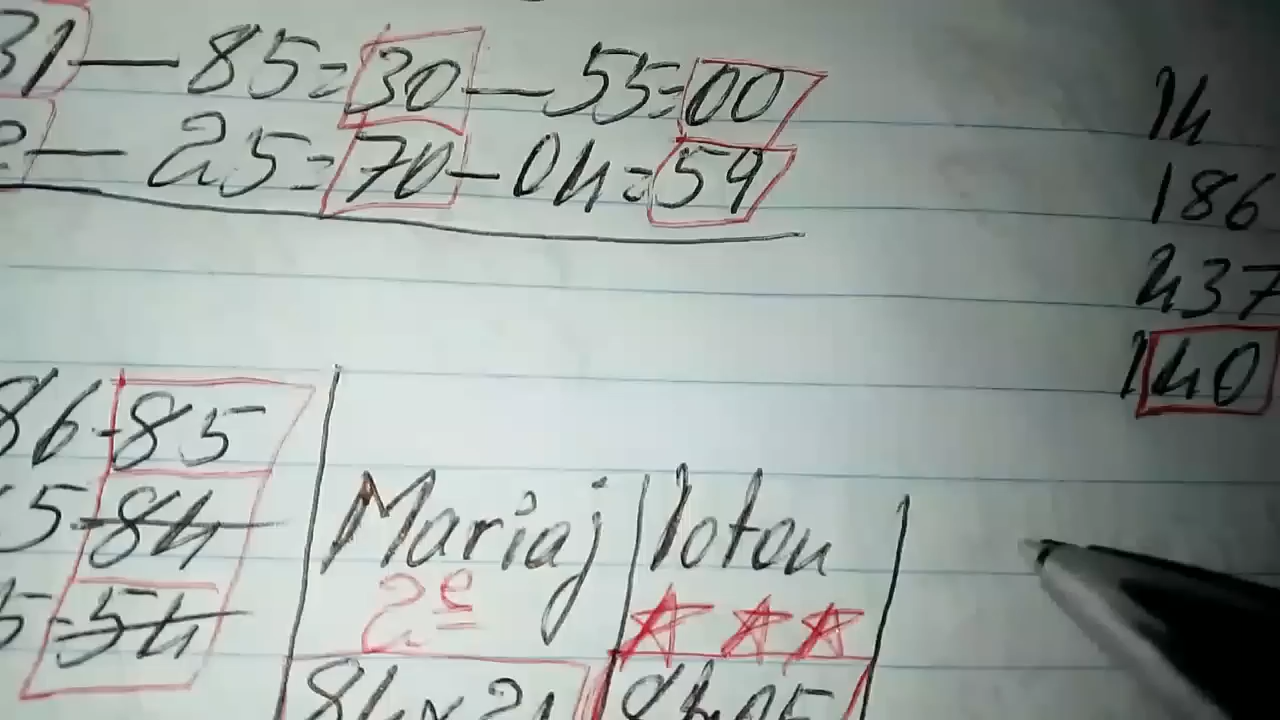 31 — 85 = 30 — 55 = 00
— 25 = 70 - 04 = 59
14
186
437
140
86 - 85
5 - 84
5 - 54
Mariaj loton
2e